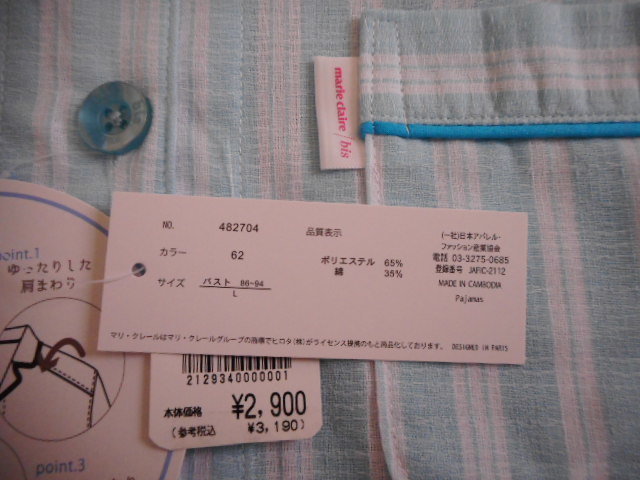 marie claire / bis
NO. 482704 品質表示
カラー 62
サイズ バスト 86~94
L
ポリエステル 65%
綿 35%
(一社)日本アパレル・
ファッション産業協会
電話 03-3275-0685
登録番号 JAFIC-2112
MADE IN CAMBODIA
Pajanas
マリ・クレールはマリ・クレールグループの商標でヒロタ(株)がライセンス提携のもと商品化しております。 DESIGNED IN PARIS
point.1
ゆったりした
肩まわり
point.3
2129340000001
本体価格 ¥2,900
(参考税込 ¥3,190)